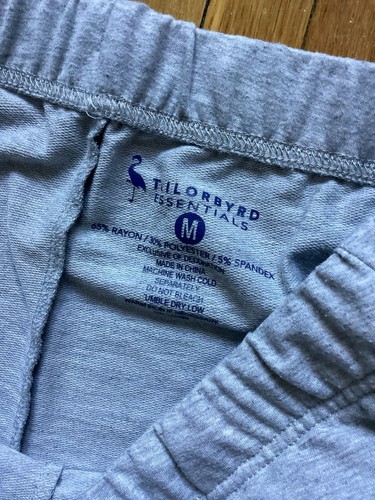 TILORBYRD
ESSENTIALS
M
65% RAYON / 30% POLYESTER / 5% SPANDEX
EXCLUSIVE OF DECORATION
MADE IN CHINA
MACHINE WASH COLD
SEPARATELY
DO NOT BLEACH
TUMBLE DRY LOW